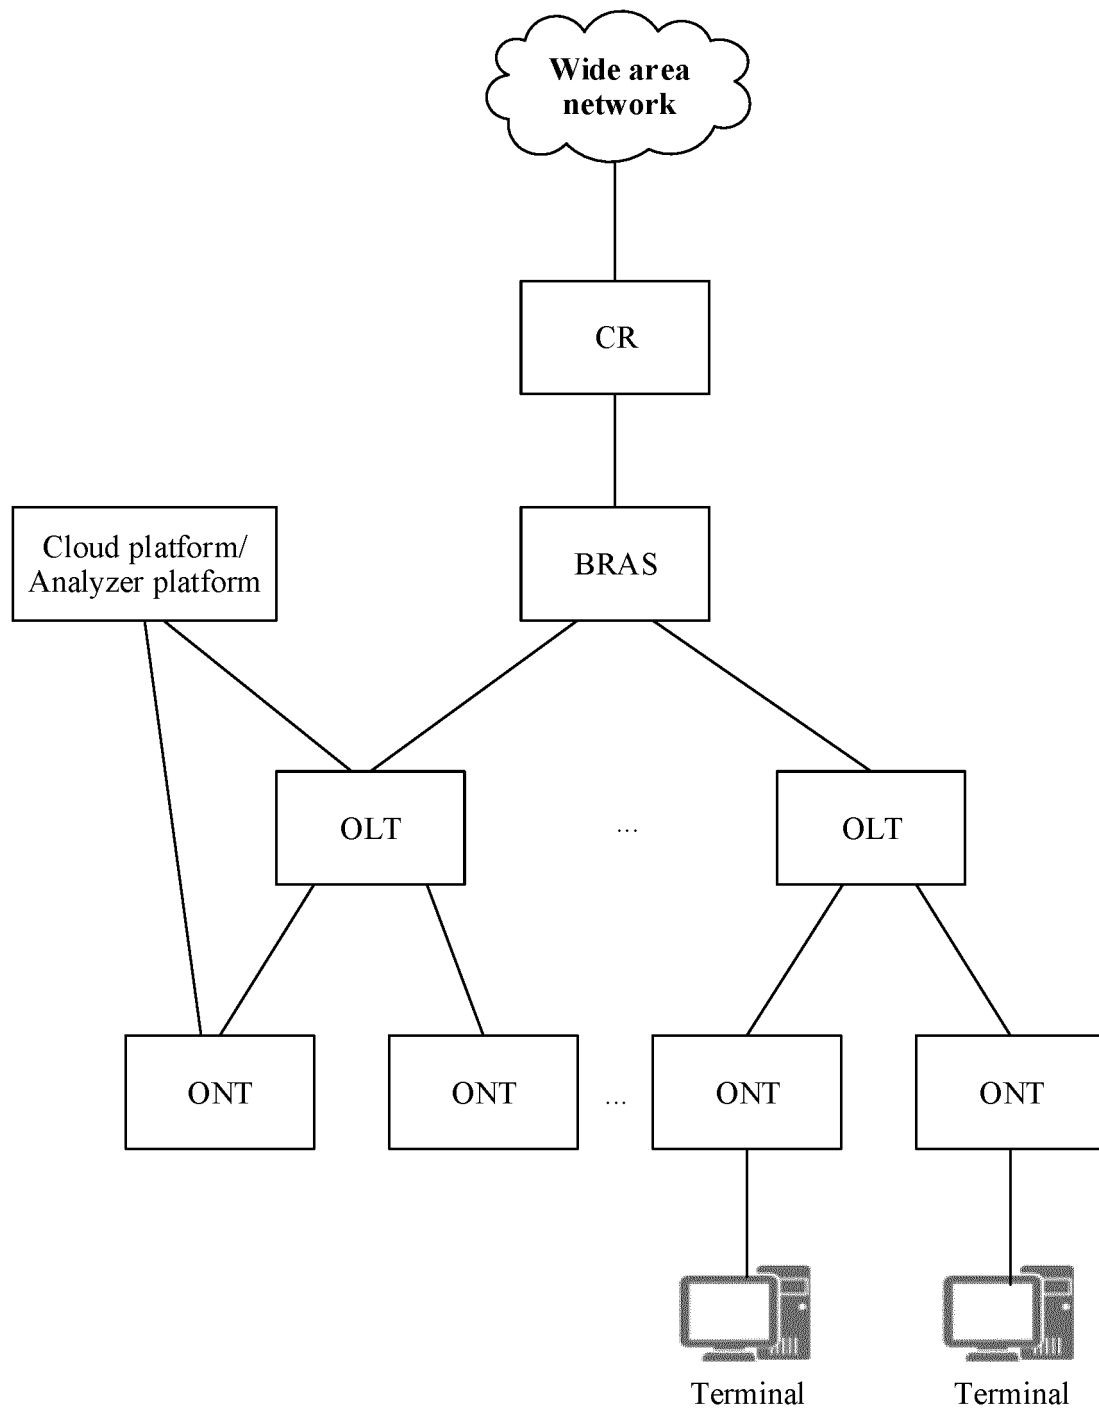 Wide area
network
CR
Cloud platform/
Analyzer platform
BRAS
OLT
...
OLT
ONT
ONT
...
ONT
ONT
Terminal
Terminal